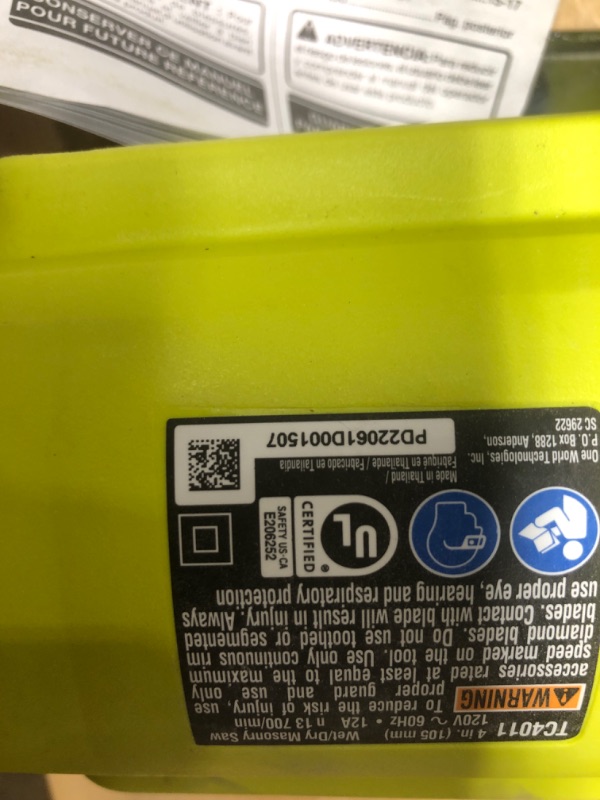 TC4011
4 in. (105 mm) Wet/Dry Masonry Saw
120V ~ 60Hz • 12A n 13 700/min
WARNING To reduce the risk of injury, use
proper guard and use only
accessories rated at least equal to the maximum
speed marked on the tool. Use only continuous rim
diamond blades. Do not use toothed or segmented
blades. Contact with blade will result in injury. Always
use proper eye, hearing and respiratory protection
UL ®
CERTIFIED
SAFETY US-CA
E206252
One World Technologies, Inc.
P.O. Box 1288, Anderson,
SC 29622
Made in Thailand /
Fabriqué en Thaïlande / Fabricado en Tailandia
PD22061D001507
CONSERVER CE MANUEL
POUR FUTURE RÉFÉRENCE
Pág. posterior
ADVERTENCIA: